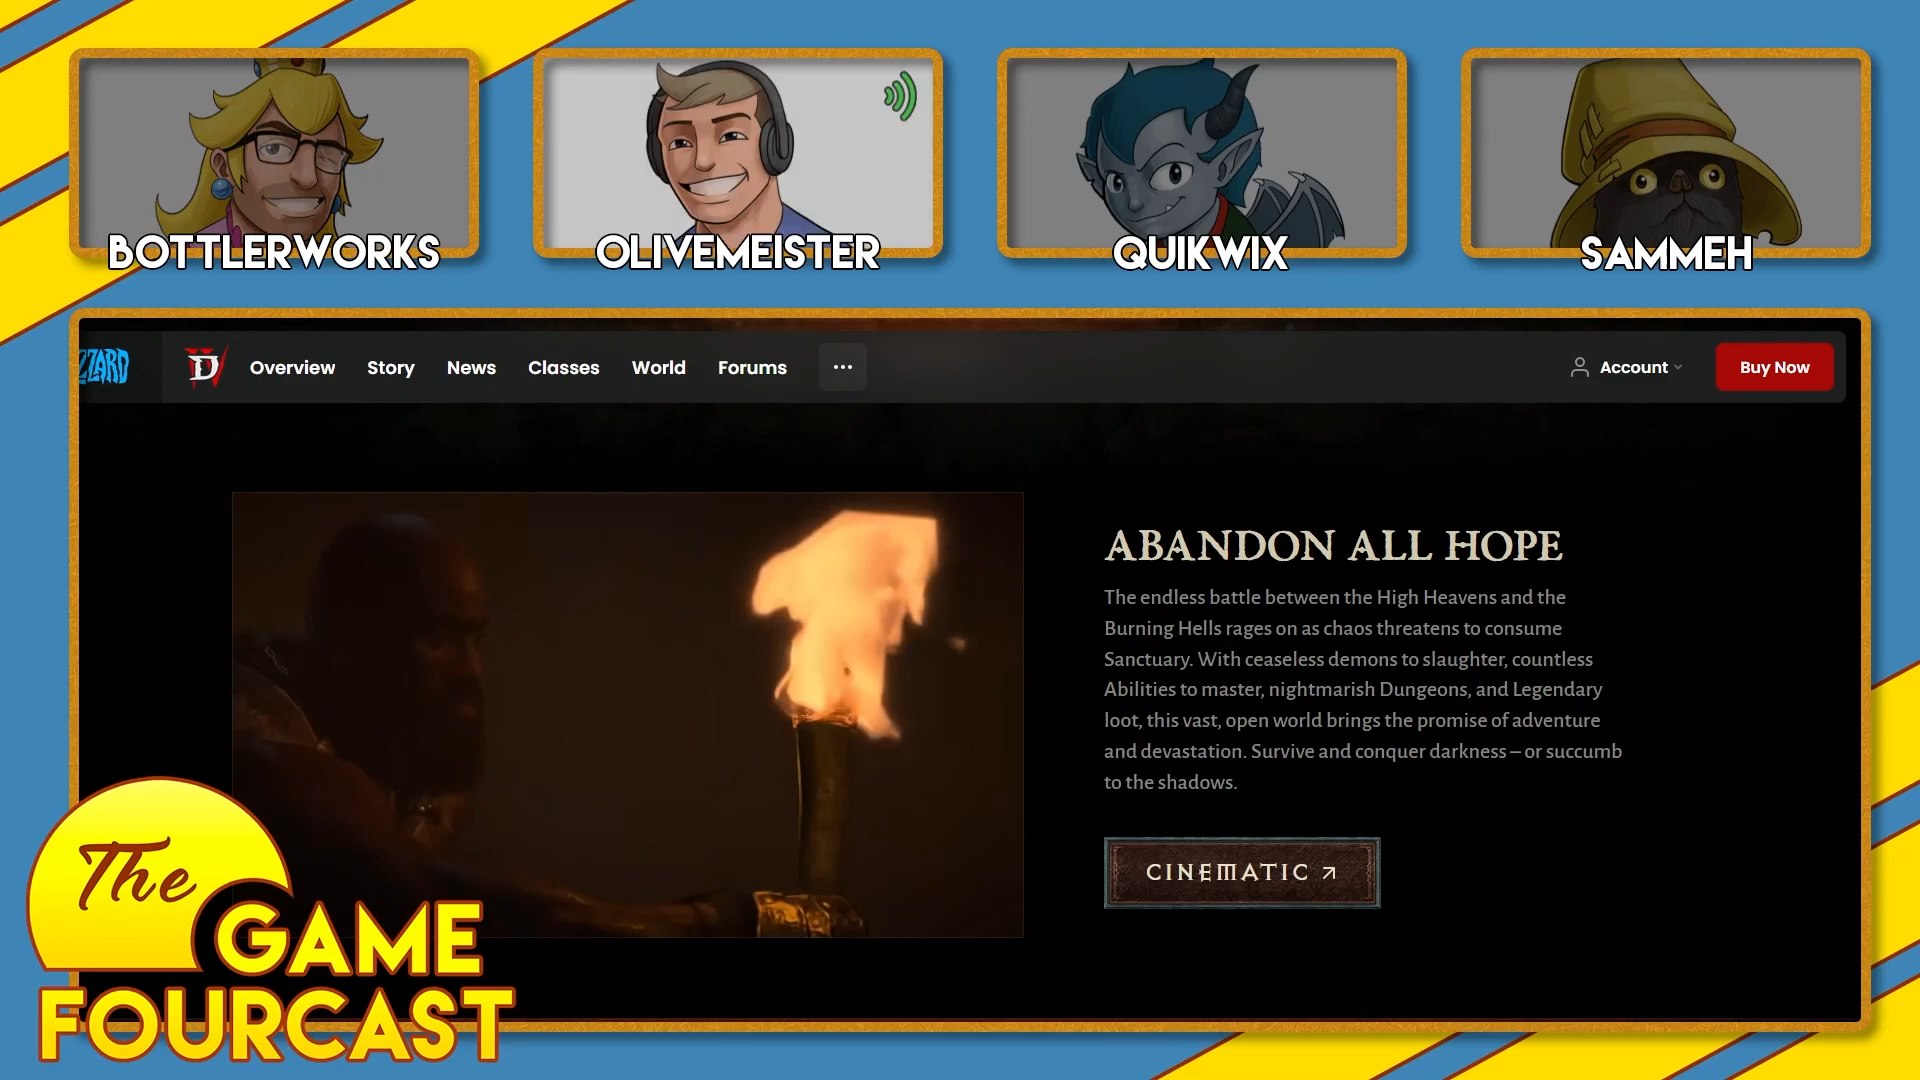 BOTTLERWORKS
OLIVEMEISTER
QUIKWIX
SAMMEH
ZZARD
D
Overview
Story
News
Classes
World
Forums
...
Account
Buy Now
ABANDON ALL HOPE
The endless battle between the High Heavens and the
Burning Hells rages on as chaos threatens to consume
Sanctuary. With ceaseless demons to slaughter, countless
Abilities to master, nightmarish Dungeons, and Legendary
loot, this vast, open world brings the promise of adventure
and devastation. Survive and conquer darkness – or succumb
to the shadows.
CINEMATIC
The
GAME
FOURCAST